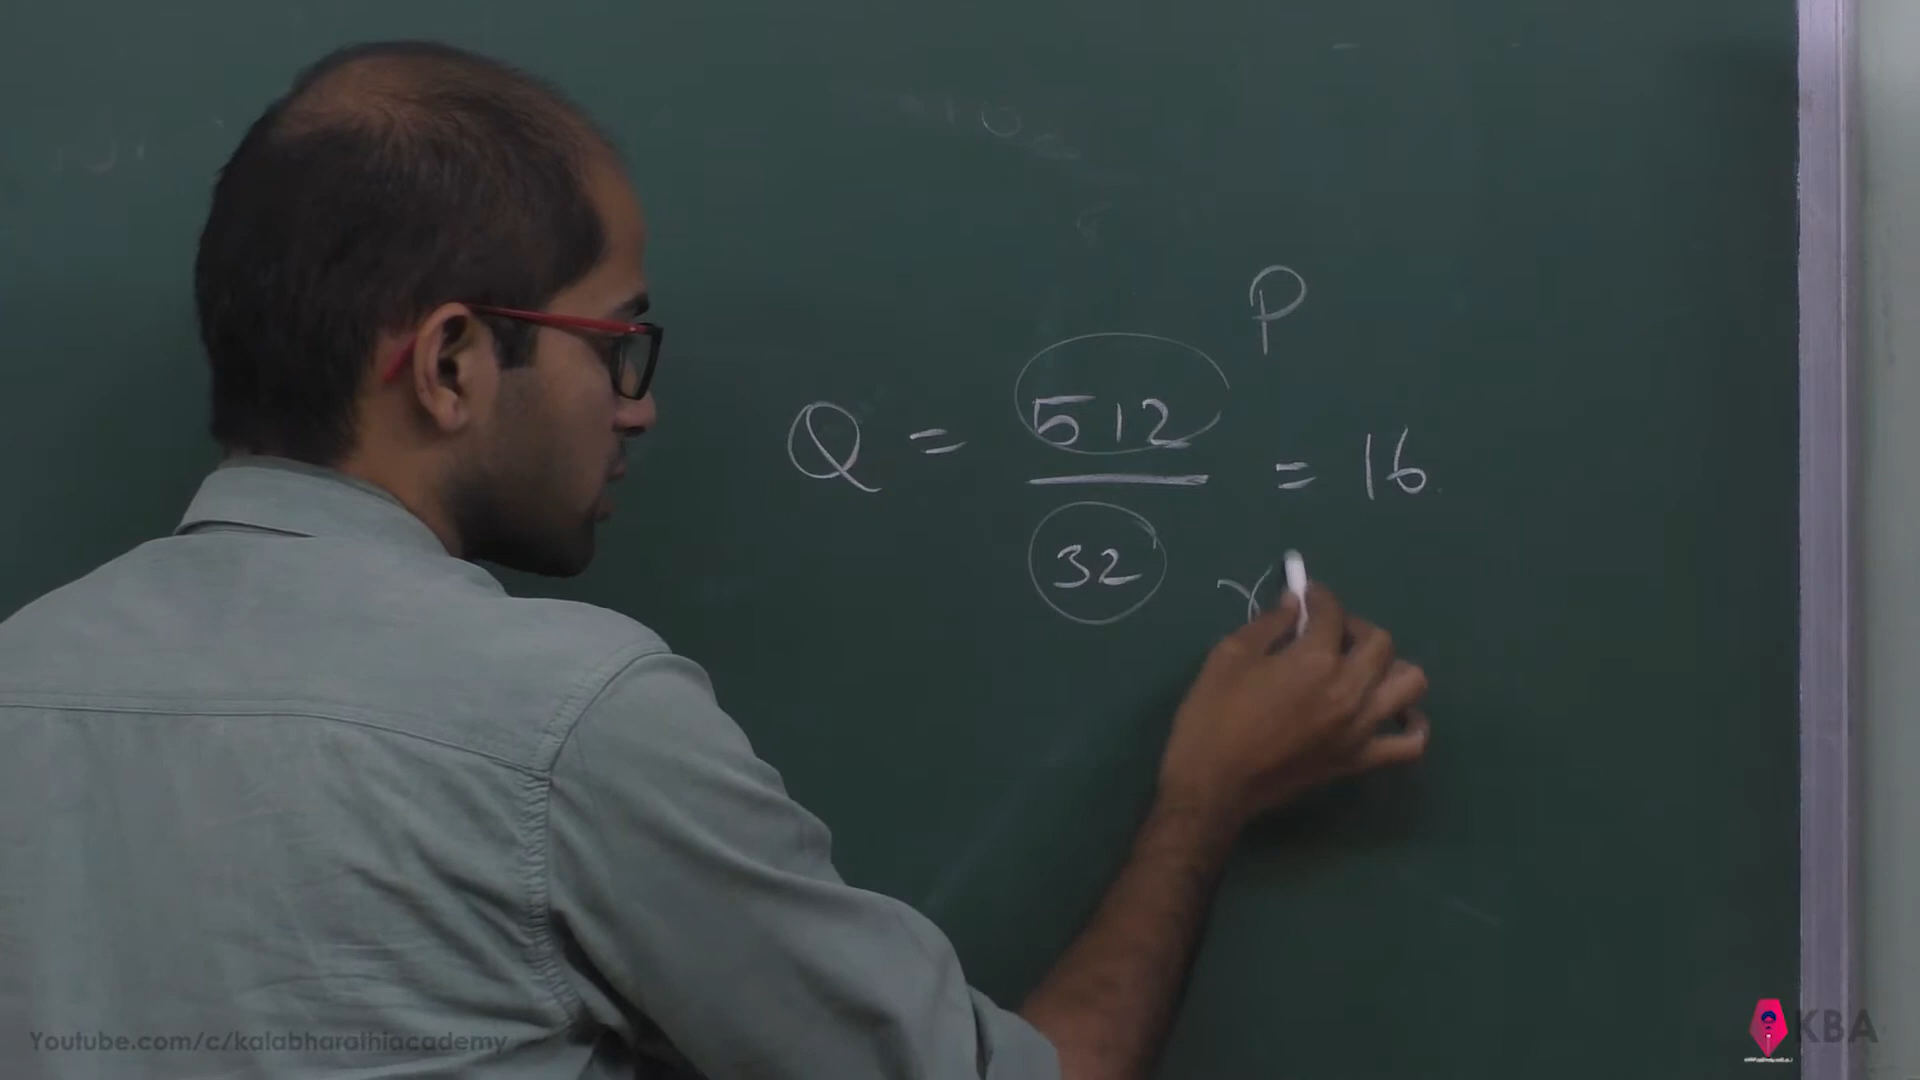 P
Q = 512 / 32 = 16
Youtube.com/c/kalabharathiacademy
KBA